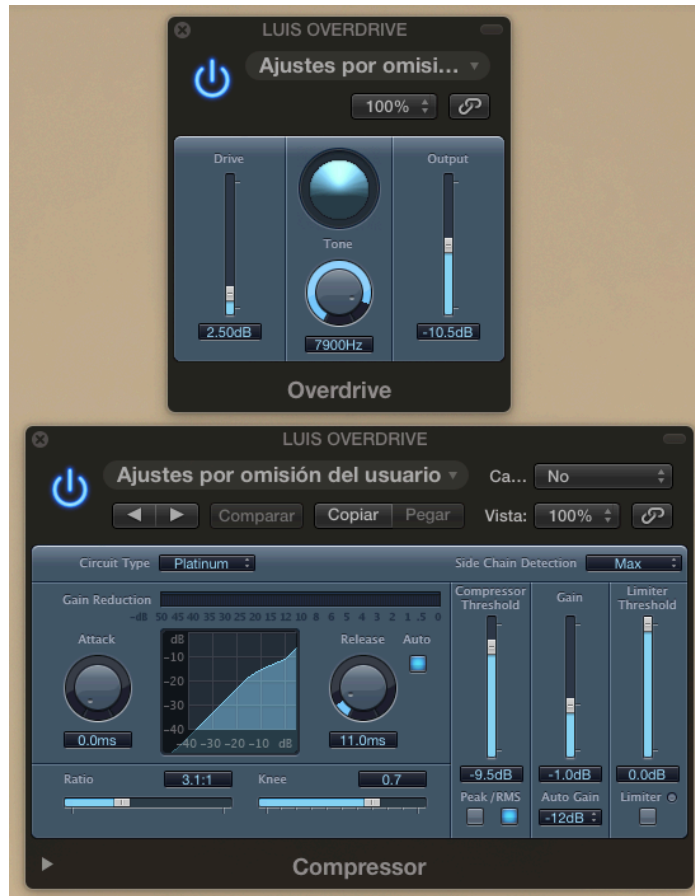 LUIS OVERDRIVE
Ajustes por omisi...
100%
Drive
Output
Tone
2.50dB
7900Hz
-10.5dB
Overdrive
LUIS OVERDRIVE
Ajustes por omisión del usuario
Ca... No
Comparar Copiar Pegar Vista: 100%
Circuit Type Platinum Side Chain Detection Max
Gain Reduction
-dB 50 45 40 35 30 25 20 15 12 10 8 6 5 4 3 2 1 .5 0
Compressor Threshold
Gain
Limiter Threshold
Attack
Release Auto
dB
-10
-20
-30
-40
-40 -30 -20 -10 dB
0.0ms
11.0ms
-9.5dB -1.0dB 0.0dB
Ratio 3.1:1 Knee 0.7
Peak /RMS Auto Gain Limiter
-12dB
Compressor